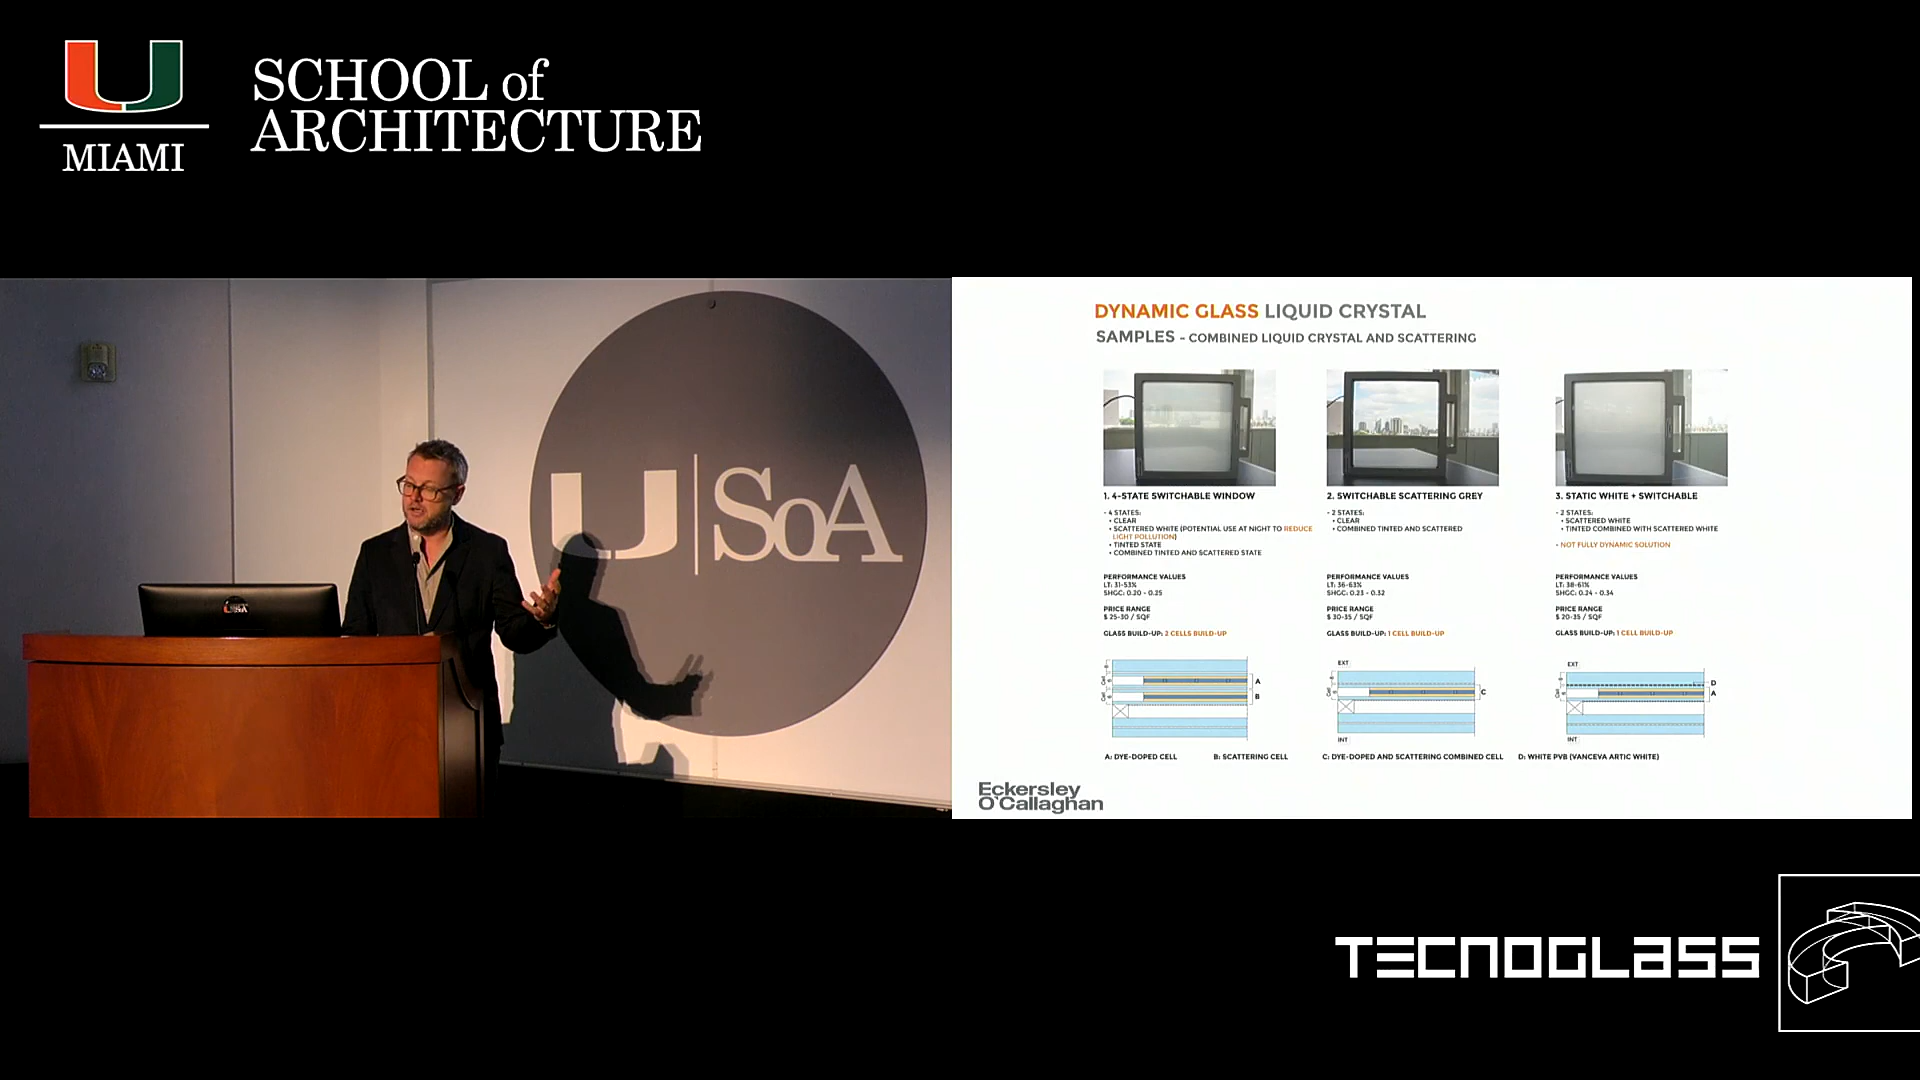 MIAMI
SCHOOL of
ARCHITECTURE
U SoA
DYNAMIC GLASS LIQUID CRYSTAL
SAMPLES - COMBINED LIQUID CRYSTAL AND SCATTERING
1. 4-STATE SWITCHABLE WINDOW
- 4 STATES:
• CLEAR
• SCATTERED WHITE (POTENTIAL USE AT NIGHT TO REDUCE
LIGHT POLLUTION)
• TINTED STATE
• COMBINED TINTED AND SCATTERED STATE
PERFORMANCE VALUES
LT: 31-53%
SHGC: 0.20 - 0.25
PRICE RANGE
$ 25-30 / SQF
GLASS BUILD-UP: 2 CELLS BUILD-UP
Cell
Cell
A
B
2. SWITCHABLE SCATTERING GREY
- 2 STATES:
• CLEAR
• COMBINED TINTED AND SCATTERED
PERFORMANCE VALUES
LT: 36-63%
SHGC: 0.23 - 0.32
PRICE RANGE
$ 30-35 / SQF
GLASS BUILD-UP: 1 CELL BUILD-UP
EXT
Cell
C
INT
3. STATIC WHITE + SWITCHABLE
- 2 STATES:
• SCATTERED WHITE
• TINTED COMBINED WITH SCATTERED WHITE
- NOT FULLY DYNAMIC SOLUTION
PERFORMANCE VALUES
LT: 38-61%
SHGC: 0.24 - 0.34
PRICE RANGE
$ 20-35 / SQF
GLASS BUILD-UP: 1 CELL BUILD-UP
EXT
Cell
D
A
INT
A: DYE-DOPED CELL
B: SCATTERING CELL
C: DYE-DOPED AND SCATTERING COMBINED CELL
D: WHITE PVB (VANCEVA ARTIC WHITE)
Eckersley
O'Callaghan
TECNOGLASS